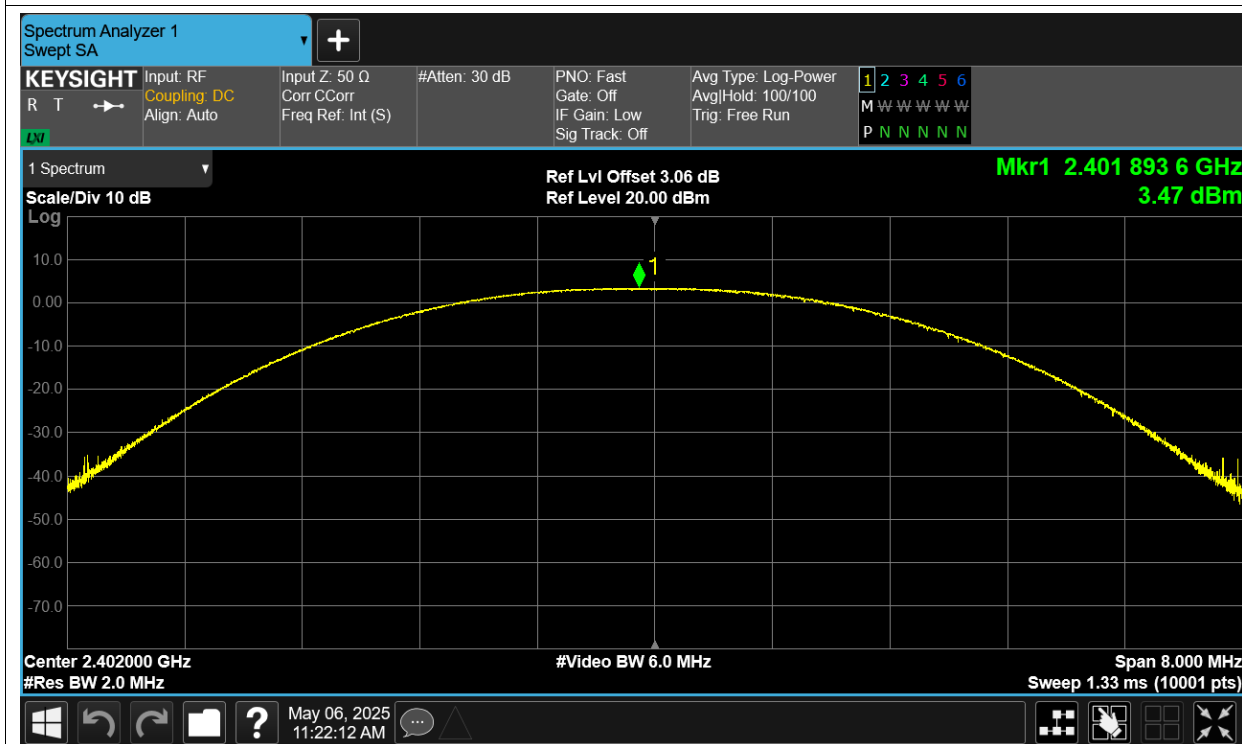 Spectrum Analyzer 1
Swept SA
+
KEYSIGHT
R T
LXI
Input: RF
Coupling: DC
Align: Auto
Input Z: 50 Ω
Corr CCorr
Freq Ref: Int (S)
#Atten: 30 dB
PNO: Fast
Gate: Off
IF Gain: Low
Sig Track: Off
Avg Type: Log-Power
Avg|Hold: 100/100
Trig: Free Run
1 2 3 4 5 6
M W W W W W
P N N N N N
1 Spectrum
Scale/Div 10 dB
Log
Ref Lvl Offset 3.06 dB
Ref Level 20.00 dBm
Mkr1 2.401 893 6 GHz
3.47 dBm
1
10.0
0.00
-10.0
-20.0
-30.0
-40.0
-50.0
-60.0
-70.0
Center 2.402000 GHz
#Res BW 2.0 MHz
#Video BW 6.0 MHz
Span 8.000 MHz
Sweep 1.33 ms (10001 pts)
?
May 06, 2025
11:22:12 AM